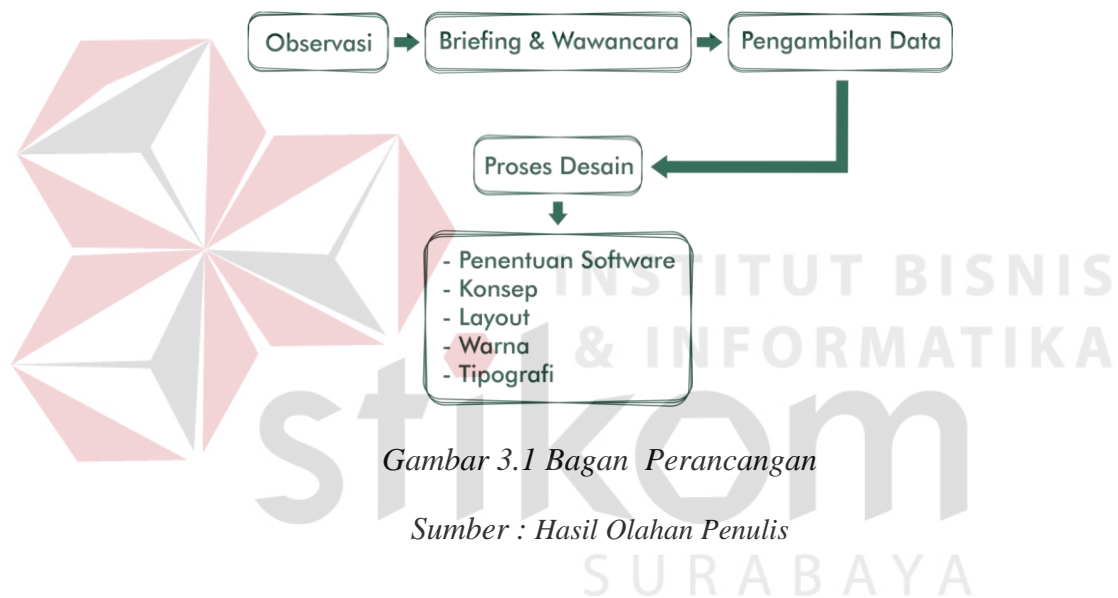 Observasi
Briefing & Wawancara
Pengambilan Data
Proses Desain
- Penentuan Software
- Konsep
- Layout
- Warna
- Tipografi
INSTITUT BISNIS
& INFORMATIKA
stikom
SURABAYA
Gambar 3.1 Bagan Perancangan
Sumber : Hasil Olahan Penulis